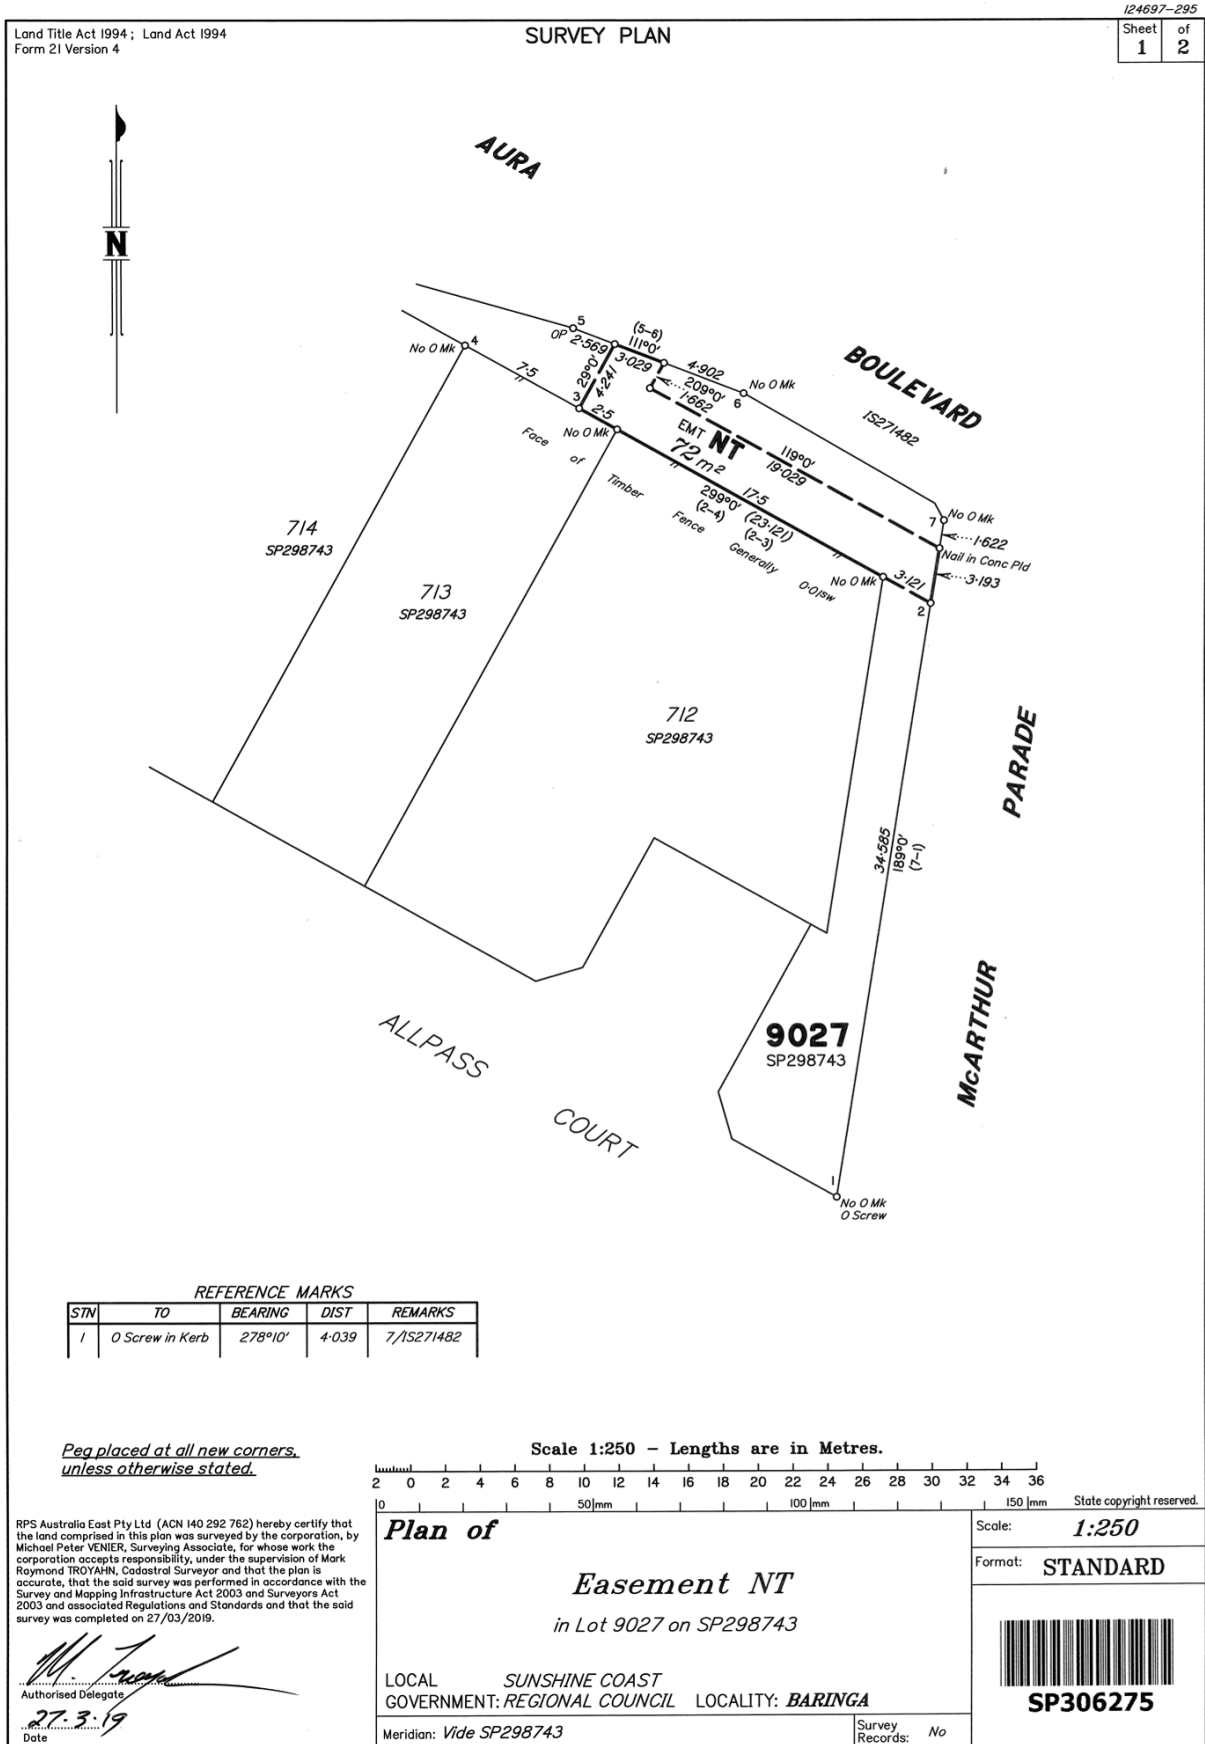 124697-295
Land Title Act 1994 ; Land Act 1994
Form 21 Version 4
SURVEY PLAN
Sheet of
1 2
N
AURA
BOULEVARD
IS271482
5
OP
2·569
(5-6)
111°0'
3·029
4·902
No O Mk
6
4
No O Mk
7·5
29°0'
4·241
209°0'
1·662
3
2·5
No O Mk
EMT NT
72 m²
119°0'
19·029
Face of Timber Fence Generally 0·01sw
17·5
299°0' (23·121)
(2-4) (2-3)
7
No O Mk
1·622
Nail in Conc Pld
3·193
No O Mk
3·121
2
714
SP298743
713
SP298743
712
SP298743
34·585
189°0'
(7-1)
McARTHUR PARADE
9027
SP298743
ALLPASS COURT
1
No O Mk
O Screw
REFERENCE MARKS
STN TO BEARING DIST REMARKS
1 O Screw in Kerb 278°10' 4·039 7/IS271482
Peg placed at all new corners,
unless otherwise stated.
Scale 1:250 – Lengths are in Metres.
2 0 2 4 6 8 10 12 14 16 18 20 22 24 26 28 30 32 34 36
0 50 mm 100 mm 150 mm
State copyright reserved.
RPS Australia East Pty Ltd (ACN 140 292 762) hereby certify that
the land comprised in this plan was surveyed by the corporation, by
Michael Peter VENIER, Surveying Associate, for whose work the
corporation accepts responsibility, under the supervision of Mark
Raymond TROYAHN, Cadastral Surveyor and that the plan is
accurate, that the said survey was performed in accordance with the
Survey and Mapping Infrastructure Act 2003 and Surveyors Act
2003 and associated Regulations and Standards and that the said
survey was completed on 27/03/2019.
Authorised Delegate
27·3·19
Date
Plan of
Easement NT
in Lot 9027 on SP298743
LOCAL GOVERNMENT: SUNSHINE COAST REGIONAL COUNCIL LOCALITY: BARINGA
Meridian: Vide SP298743
Survey Records: No
Scale: 1:250
Format: STANDARD
SP306275